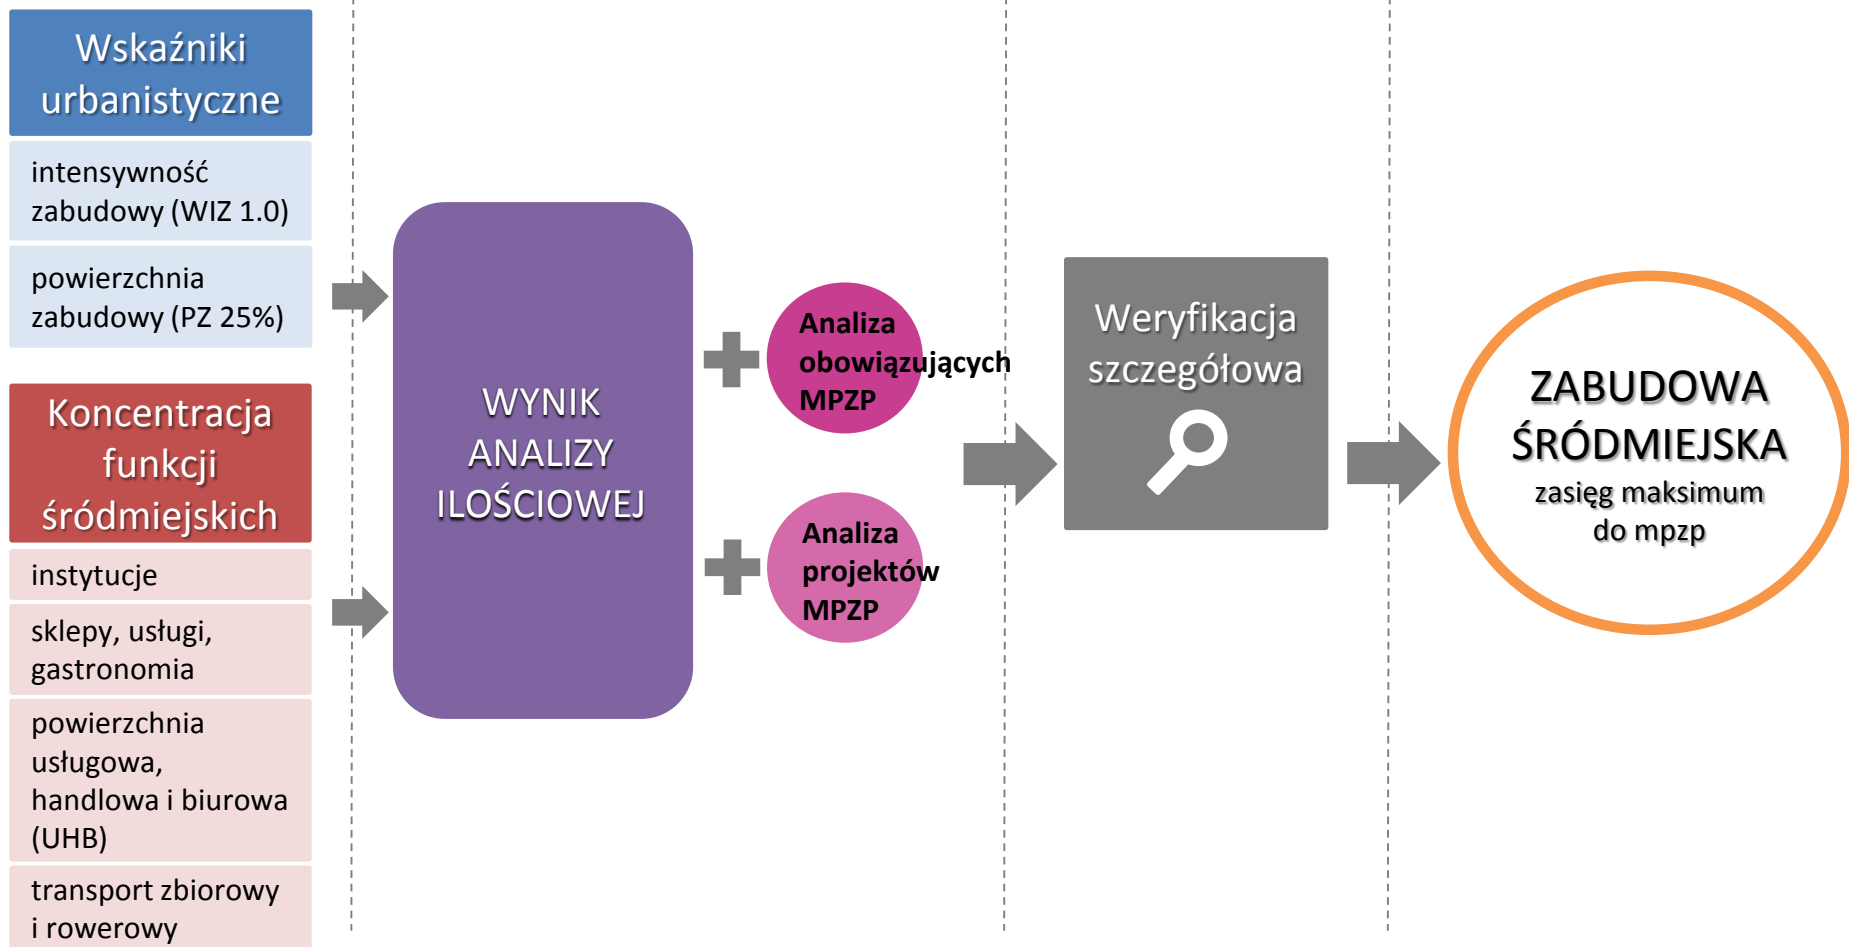 Wskaźniki
urbanistyczne
intensywność
zabudowy (WIZ 1.0)
powierzchnia
zabudowy (PZ 25%)
Koncentracja
funkcji
śródmiejskich
instytucje
sklepy, usługi,
gastronomia
powierzchnia
usługowa,
handlowa i biurowa
(UHB)
transport zbiorowy
i rowerowy
WYNIK
ANALIZY
ILOŚCIOWEJ
Analiza
obowiązujących
MPZP
Analiza
projektów
MPZP
Weryfikacja
szczegółowa
ZABUDOWA
ŚRÓDMIEJSKA
zasięg maksimum
do mpzp